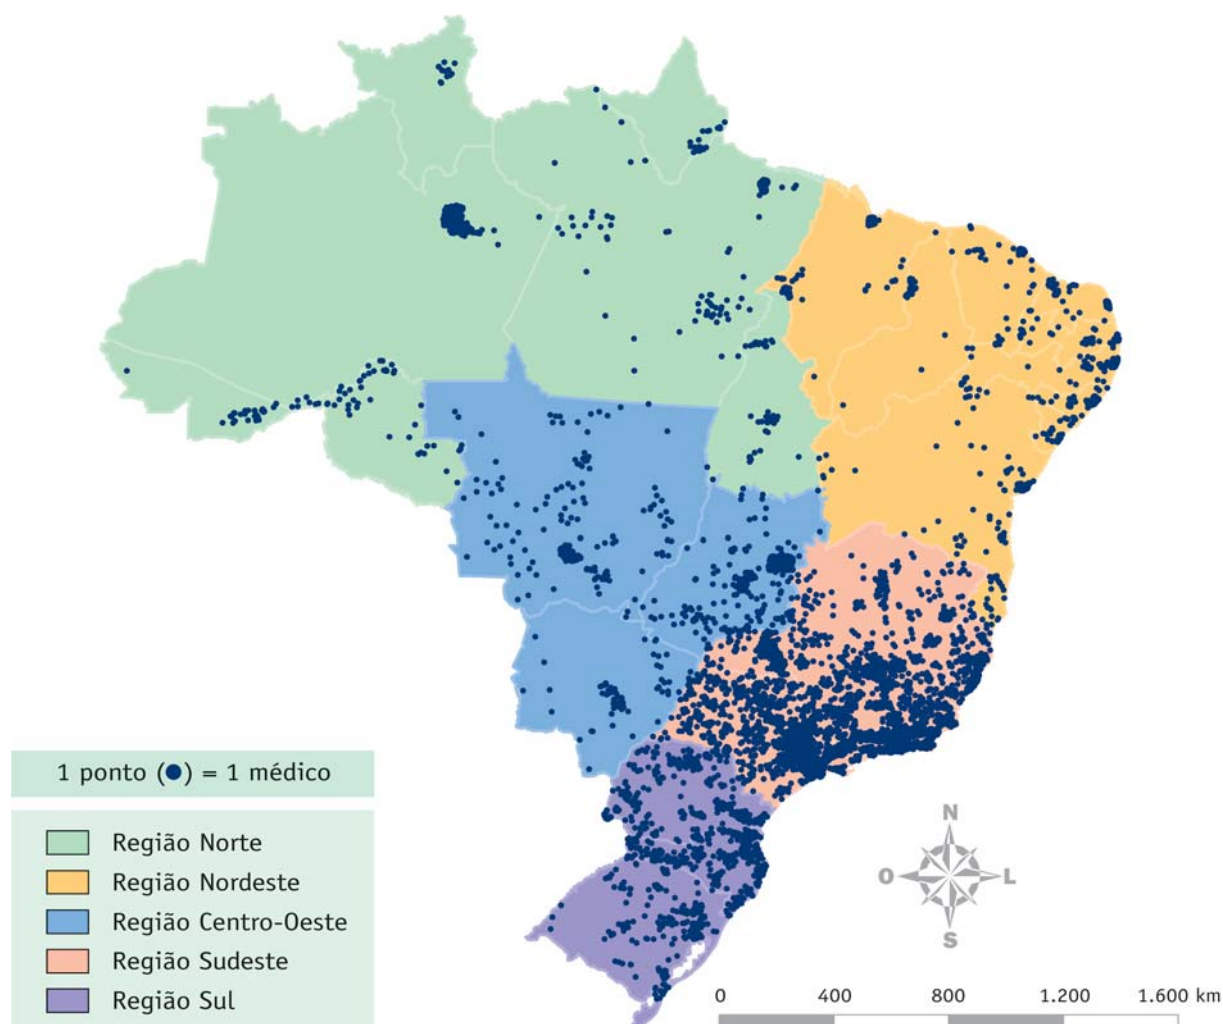 1 ponto (●) = 1 médico
Região Norte
Região Nordeste
Região Centro-Oeste
Região Sudeste
Região Sul
N
O L
S
0 400 800 1.200 1.600 km